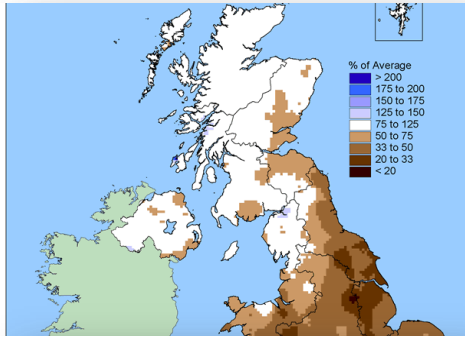 % of Average
> 200
175 to 200
150 to 175
125 to 150
75 to 125
50 to 75
33 to 50
20 to 33
< 20